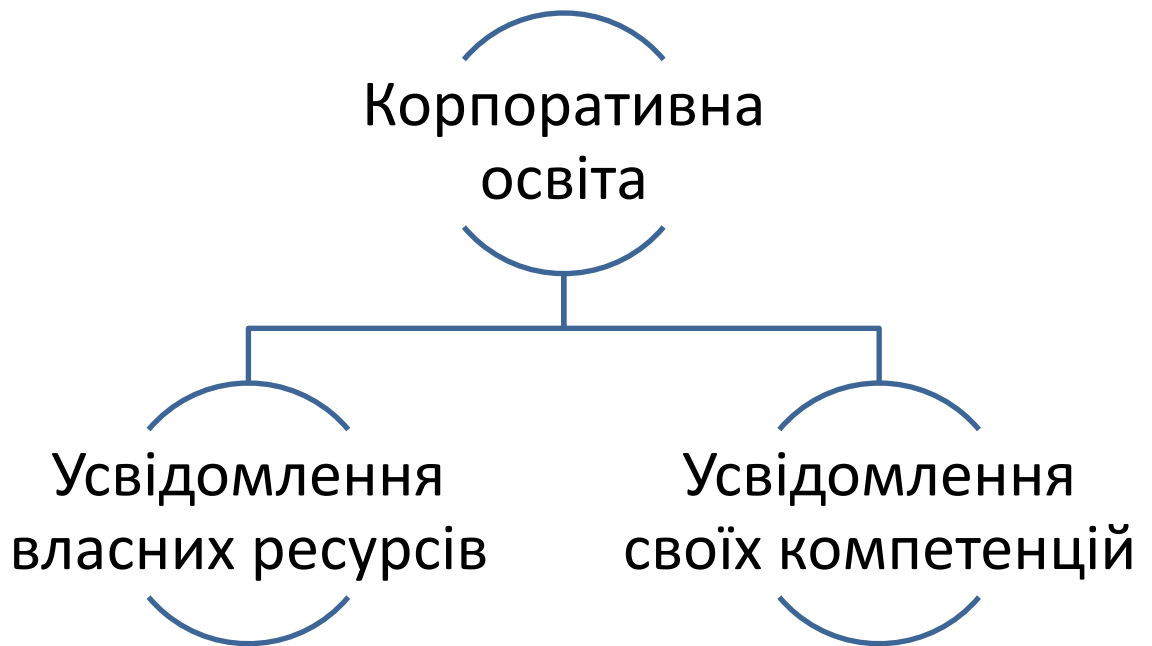 Корпоративна
освіта
Усвідомлення
власних ресурсів
Усвідомлення
своїх компетенцій